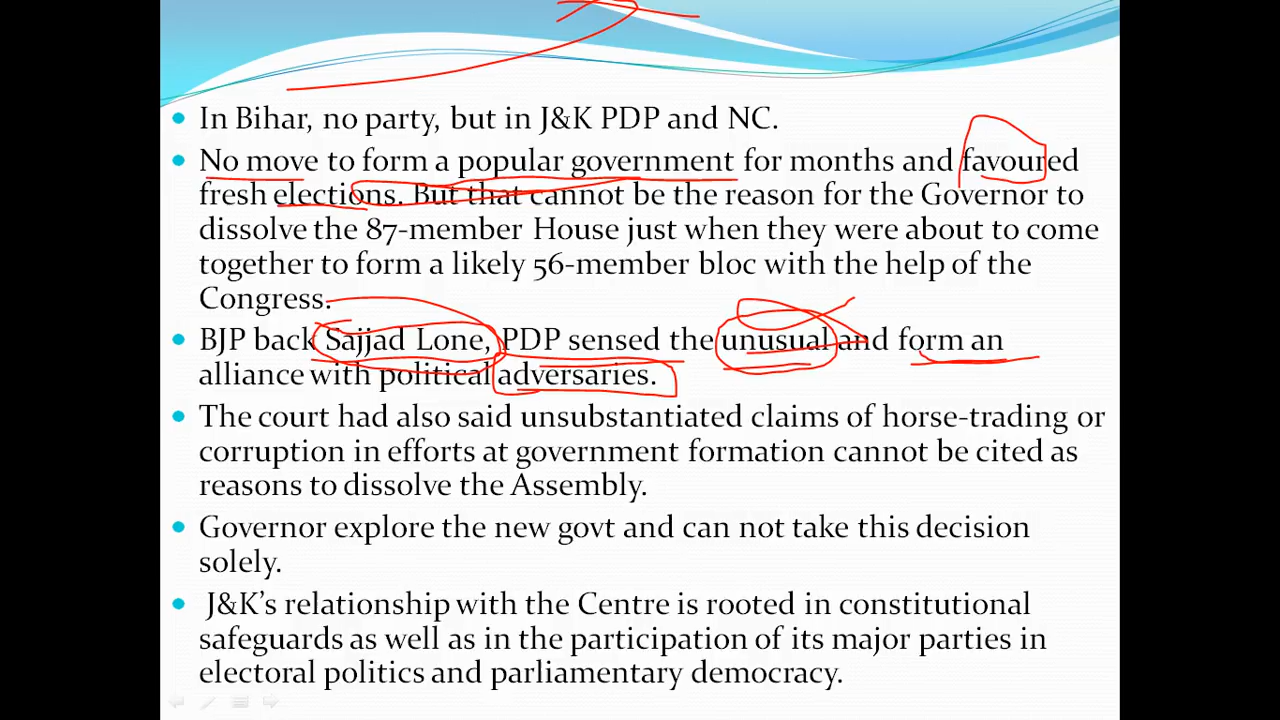 • In Bihar, no party, but in J&K PDP and NC.
• No move to form a popular government for months and favoured
fresh elections. But that cannot be the reason for the Governor to
dissolve the 87-member House just when they were about to come
together to form a likely 56-member bloc with the help of the
Congress.
• BJP back Sajjad Lone, PDP sensed the unusual and form an
alliance with political adversaries.
• The court had also said unsubstantiated claims of horse-trading or
corruption in efforts at government formation cannot be cited as
reasons to dissolve the Assembly.
• Governor explore the new govt and can not take this decision
solely.
• J&K's relationship with the Centre is rooted in constitutional
safeguards as well as in the participation of its major parties in
electoral politics and parliamentary democracy.